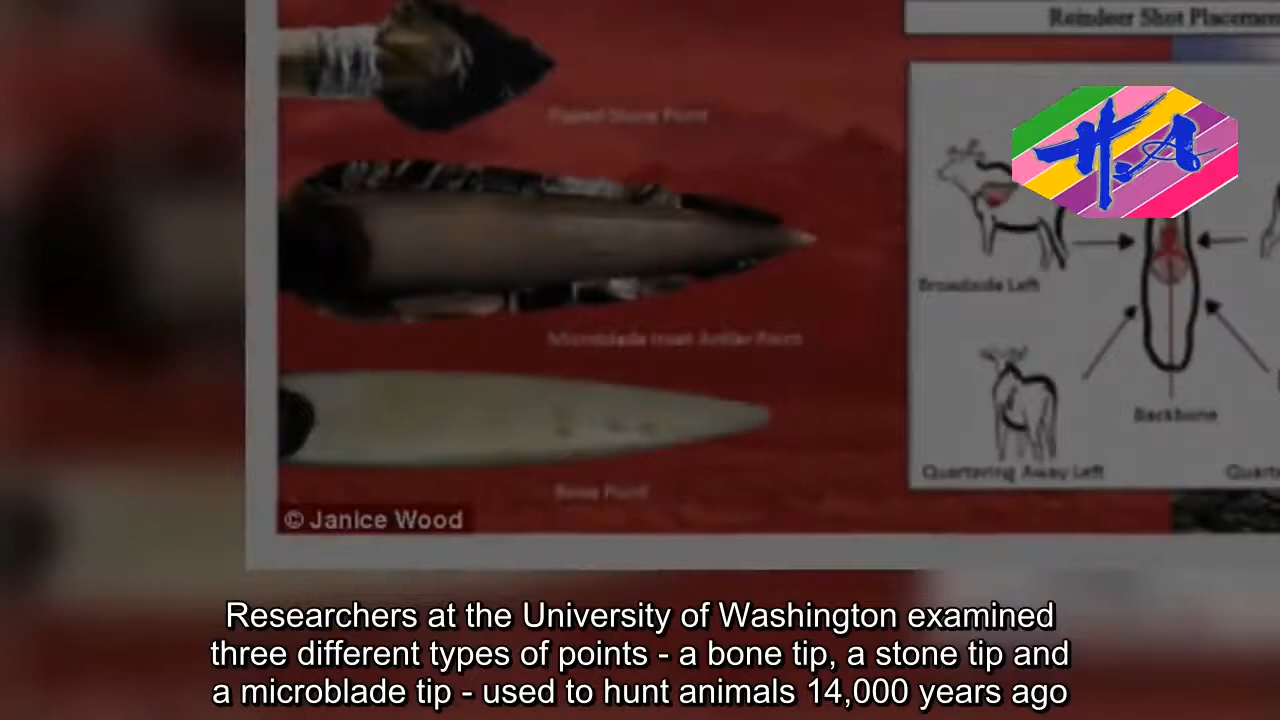 Reindeer Shot Placemen
Flaked Stone Point
H.A
Broadside Left
Microblade Inset Antler Point
Backbone
Quartering Away Left
Quart
Bone Point
© Janice Wood
Researchers at the University of Washington examined
three different types of points - a bone tip, a stone tip and
a microblade tip - used to hunt animals 14,000 years ago